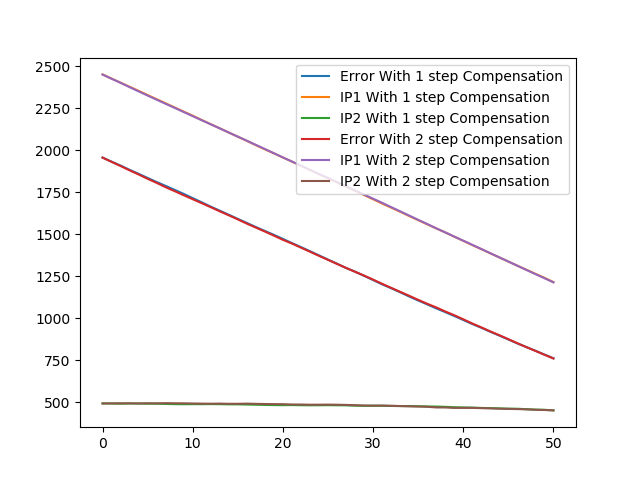 2500
2250
2000
1750
1500
1250
1000
750
500
0 10 20 30 40 50
Error With 1 step Compensation
IP1 With 1 step Compensation
IP2 With 1 step Compensation
Error With 2 step Compensation
IP1 With 2 step Compensation
IP2 With 2 step Compensation